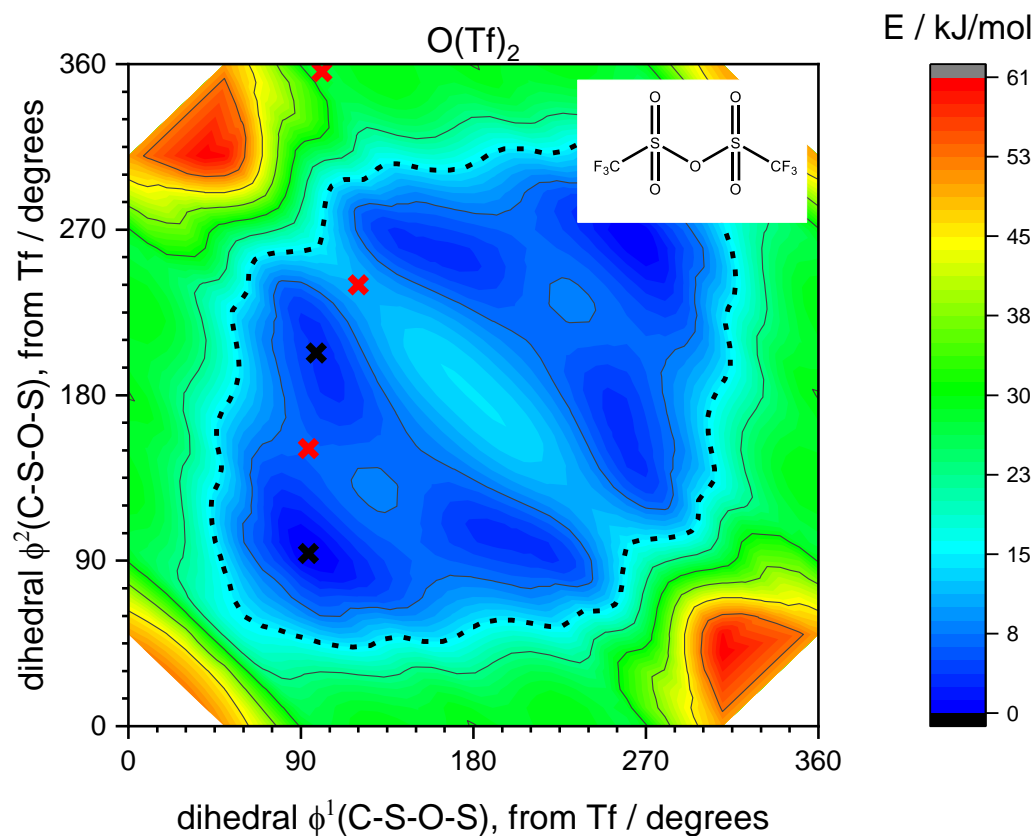 O(Tf)2
E / kJ/mol
dihedral ϕ2(C-S-O-S), from Tf / degrees
360
270
180
90
0
0
90
180
270
360
dihedral ϕ1(C-S-O-S), from Tf / degrees
O O
F3C S O S CF3
O O
61
53
45
38
30
23
15
8
0